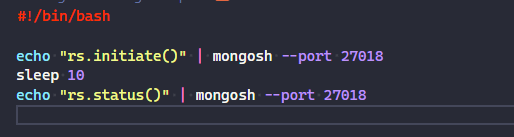 #!/bin/bash
echo "rs.initiate()" | mongosh --port 27018
sleep 10
echo "rs.status()" | mongosh --port 27018